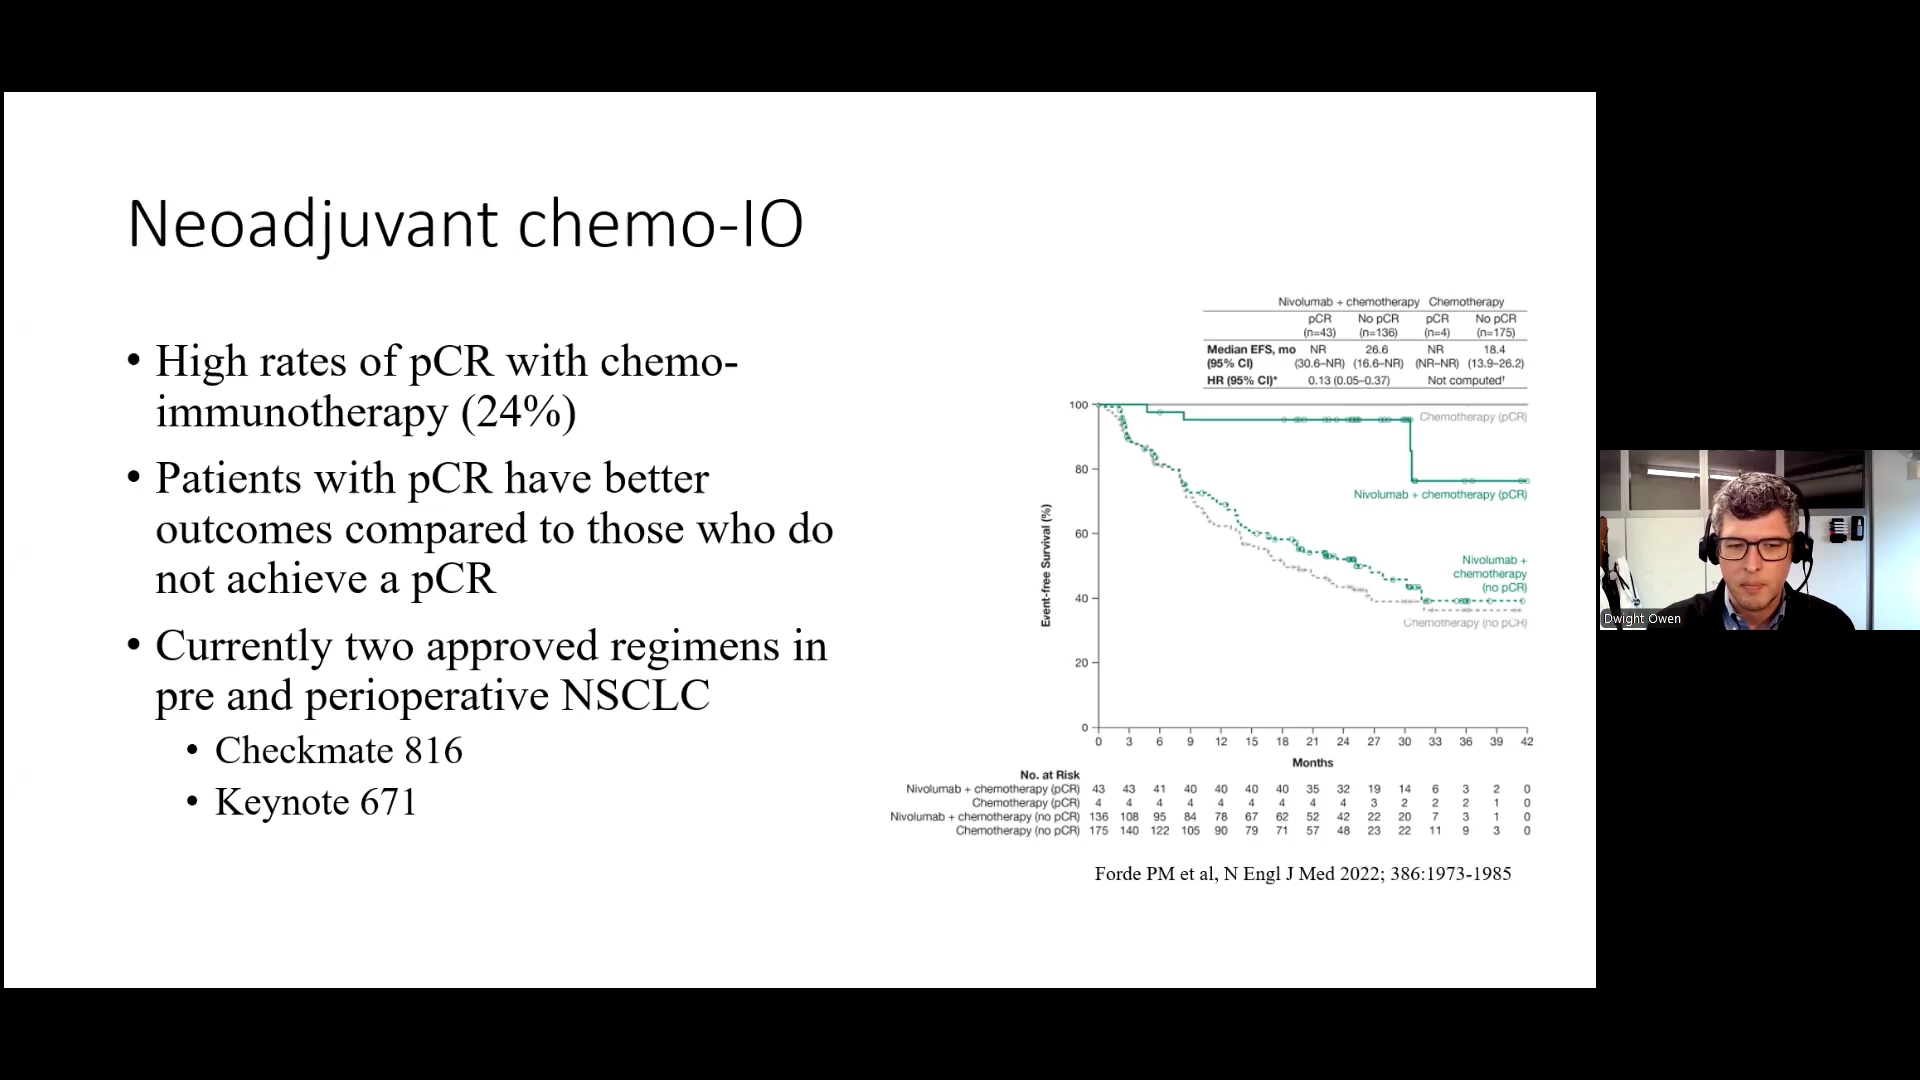 Neoadjuvant chemo-IO
• High rates of pCR with chemo-
immunotherapy (24%)
• Patients with pCR have better
outcomes compared to those who do
not achieve a pCR
• Currently two approved regimens in
pre and perioperative NSCLC
• Checkmate 816
• Keynote 671
Nivolumab + chemotherapy Chemotherapy
pCR No pCR pCR No pCR
(n=43) (n=136) (n=4) (n=175)
Median EFS, mo NR 26.6 NR 18.4
(95% CI) (30.6–NR) (16.6–NR) (NR–NR) (13.9–26.2)
HR (95% CI)* 0.13 (0.05–0.37) Not computed†
100
80
60
40
20
0
Event-free Survival (%)
Chemotherapy (pCR)
Nivolumab + chemotherapy (pCR)
Nivolumab +
chemotherapy
(no pCR)
Chemotherapy (no pCR)
0 3 6 9 12 15 18 21 24 27 30 33 36 39 42
Months
No. at Risk
Nivolumab + chemotherapy (pCR) 43 43 41 40 40 40 40 35 32 19 14 6 3 2 0
Chemotherapy (pCR) 4 4 4 4 4 4 4 4 4 3 2 2 2 1 0
Nivolumab + chemotherapy (no pCR) 136 108 95 84 78 67 62 52 42 22 20 7 3 1 0
Chemotherapy (no pCR) 175 140 122 105 90 79 71 57 48 23 22 11 9 3 0
Forde PM et al, N Engl J Med 2022; 386:1973-1985
Dwight Owen